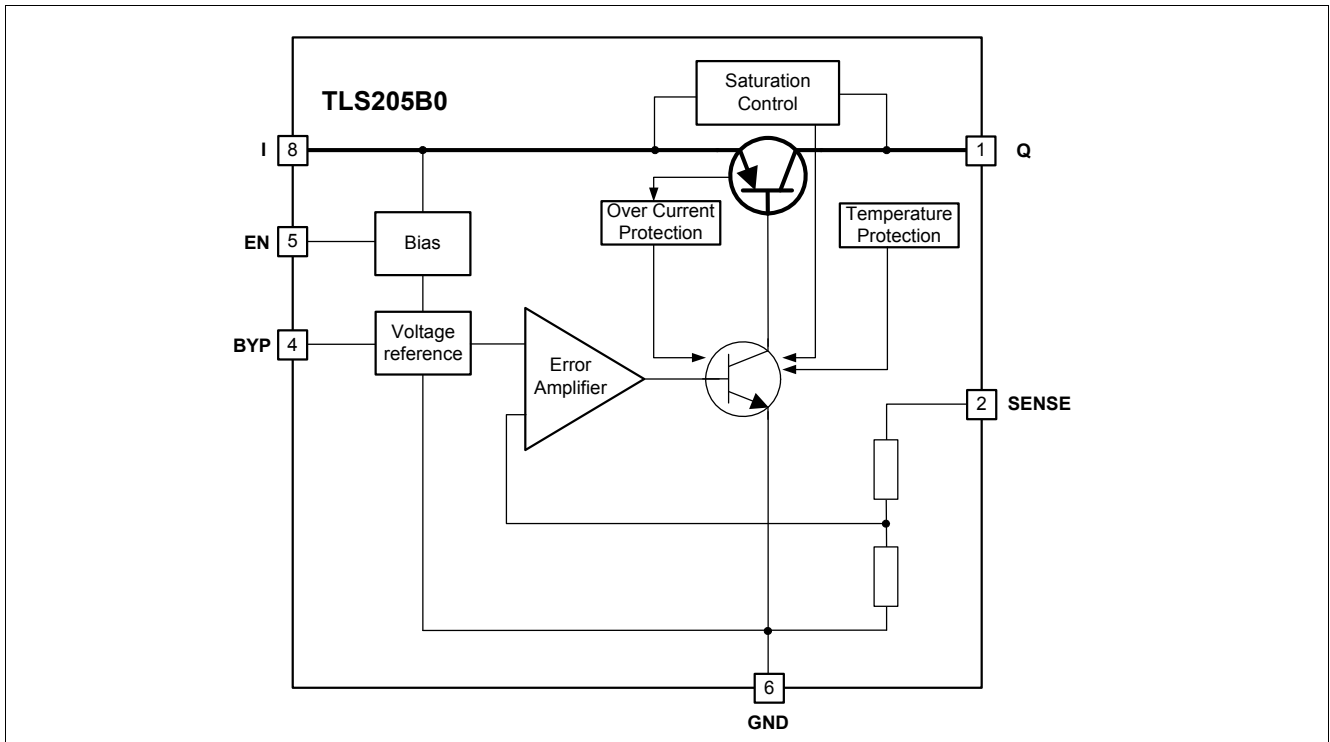 TLS205B0
Saturation
Control
I
8
1
Q
Over Current
Protection
Temperature
Protection
EN
5
Bias
BYP
4
Voltage
reference
Error
Amplifier
2
SENSE
6
GND